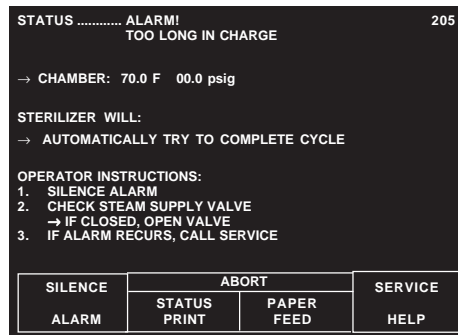 STATUS ............ ALARM! 205
TOO LONG IN CHARGE
→ CHAMBER: 70.0 F 00.0 psig
STERILIZER WILL:
→ AUTOMATICALLY TRY TO COMPLETE CYCLE
OPERATOR INSTRUCTIONS:
1. SILENCE ALARM
2. CHECK STEAM SUPPLY VALVE
→ IF CLOSED, OPEN VALVE
3. IF ALARM RECURS, CALL SERVICE
SILENCE ALARM
ABORT
STATUS PRINT
PAPER FEED
SERVICE HELP